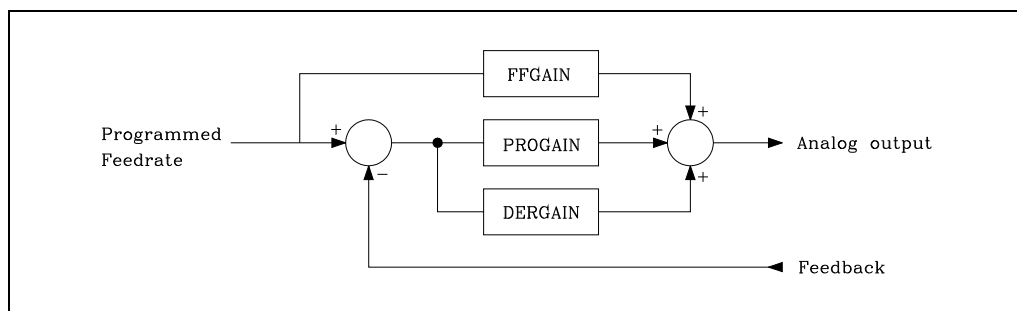 FFGAIN
+
Programmed
Feedrate
+
PROGAIN
+
Analog output
−
+
DERGAIN
Feedback